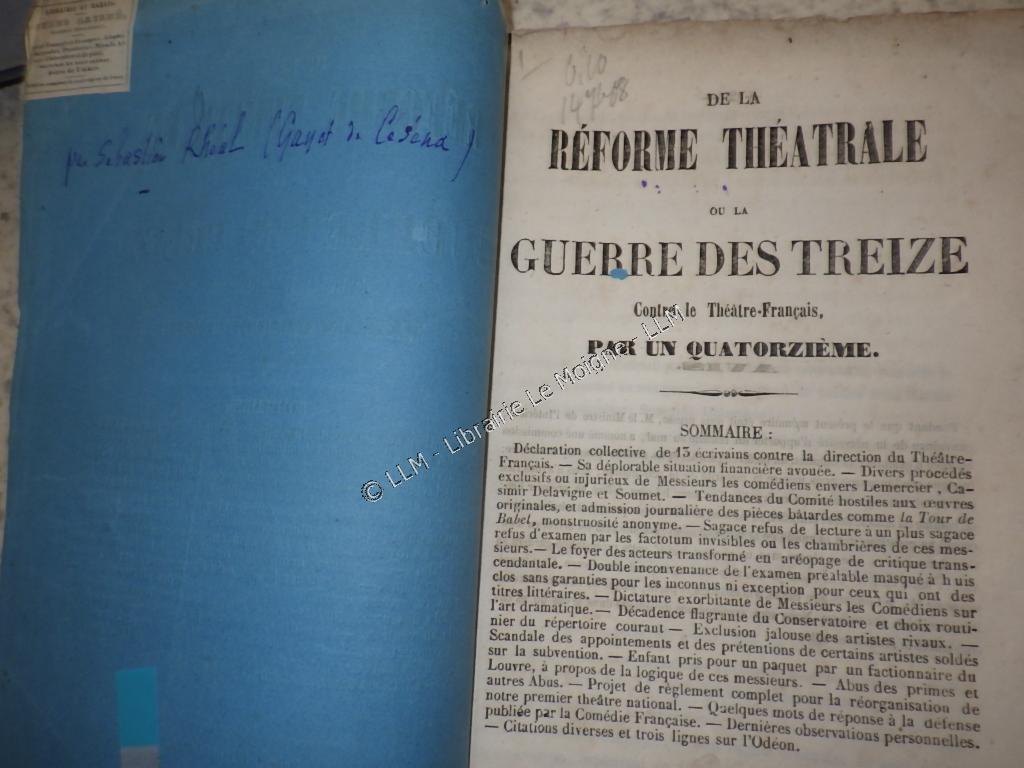 par Sebastien Rhéal (Gayet de Cesena)
DE LA
RÉFORME THÉATRALE
OU LA
GUERRE DES TREIZE
Contre le Théâtre-Français,
PAR UN QUATORZIÈME.
SOMMAIRE :
Déclaration collective de 13 écrivains contre la direction du Théâtre-
Français. — Sa déplorable situation financière avouée. — Divers procédés
exclusifs ou injurieux de Messieurs les comédiens envers Lemercier, Ca-
simir Delavigne et Soumet. — Tendances du Comité hostiles aux œuvres
originales, et admission journalière des pièces bâtardes comme la Tour de
Babel, monstruosité anonyme. — Sagace refus de lecture à un plus sagace
refus d'examen par les factotum invisibles ou les chambrières de ces mes-
sieurs. — Le foyer des acteurs transformé en aréopage de critique trans-
cendantale. — Double inconvenance de l'examen préalable masqué à huis
clos sans garanties pour les inconnus ni exception pour ceux qui ont des
titres littéraires. — Dictature exorbitante de Messieurs les Comédiens sur
l'art dramatique. — Décadence flagrante du Conservatoire et choix routi-
nier du répertoire courant — Exclusion jalouse des artistes rivaux. —
Scandale des appointements et des prétentions de certains artistes soldés
sur la subvention. — Enfant pris pour un paquet par un factionnaire du
Louvre, à propos de la logique de ces messieurs. — Abus des primes et
autres Abus. — Projet de règlement complet pour la réorganisation de
notre premier théâtre national. — Quelques mots de réponse à la défense
publiée par la Comédie Française. — Dernières observations personnelles.
— Citations diverses et trois lignes sur l'Odéon.
© LLM - Librairie Le Moigne - LLM